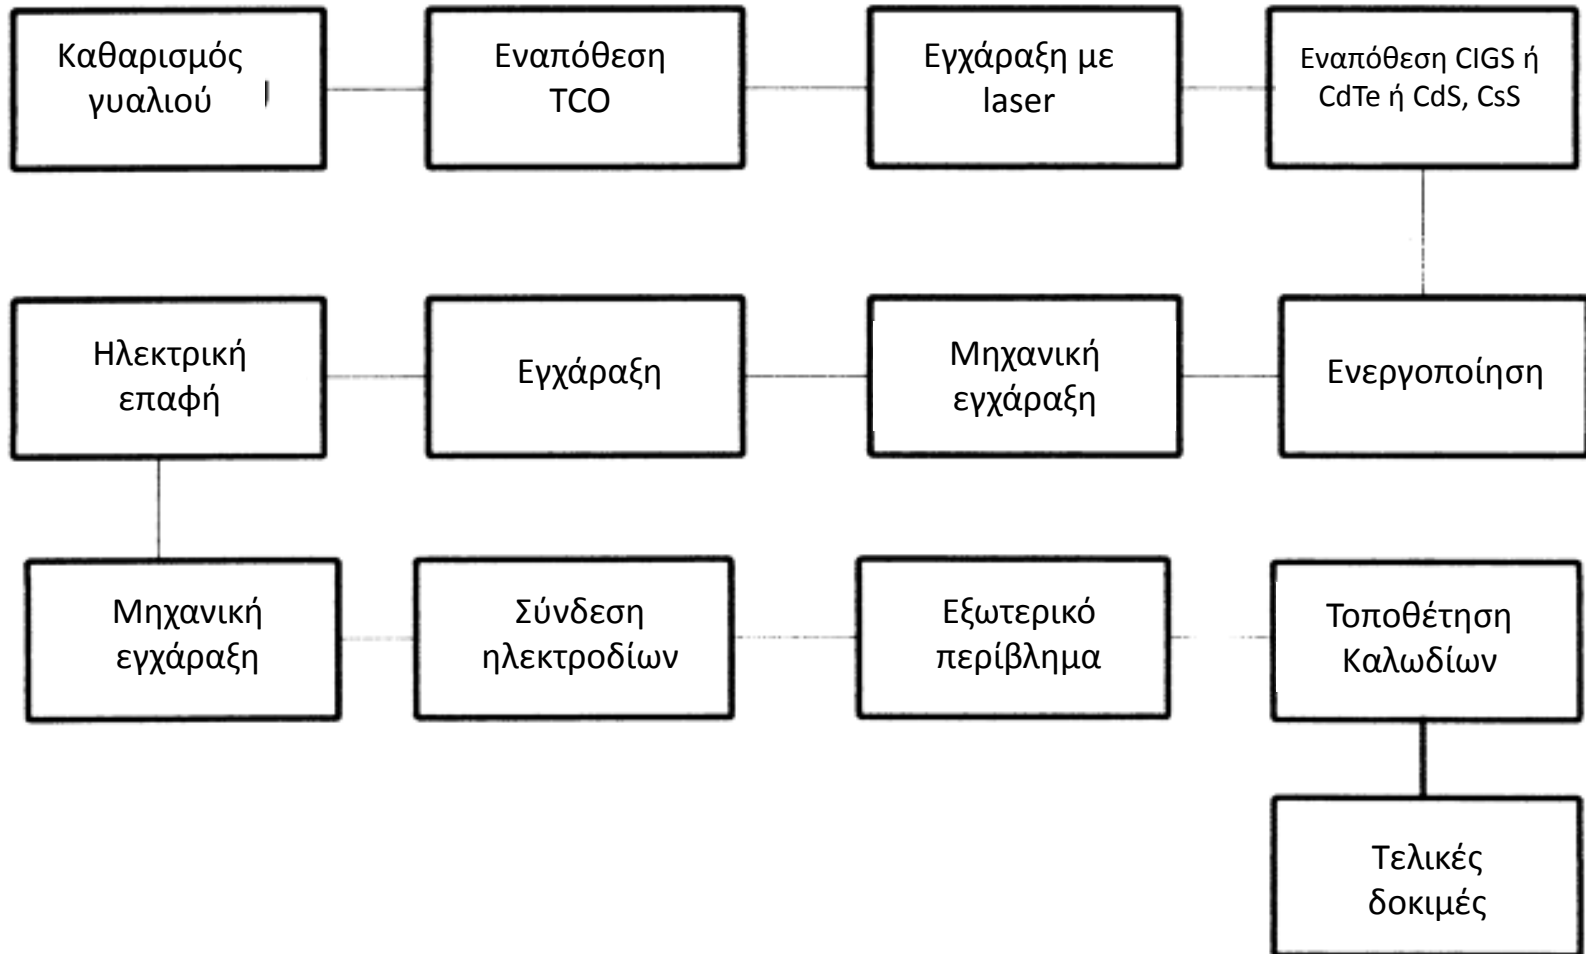 Καθαρισμός
γυαλιού
Εναπόθεση
TCO
Εγχάραξη με
laser
Εναπόθεση CIGS ή
CdTe ή CdS, CsS
Ηλεκτρική
επαφή
Εγχάραξη
Μηχανική
εγχάραξη
Ενεργοποίηση
Μηχανική
εγχάραξη
Σύνδεση
ηλεκτροδίων
Εξωτερικό
περίβλημα
Τοποθέτηση
Καλωδίων
Τελικές
δοκιμές